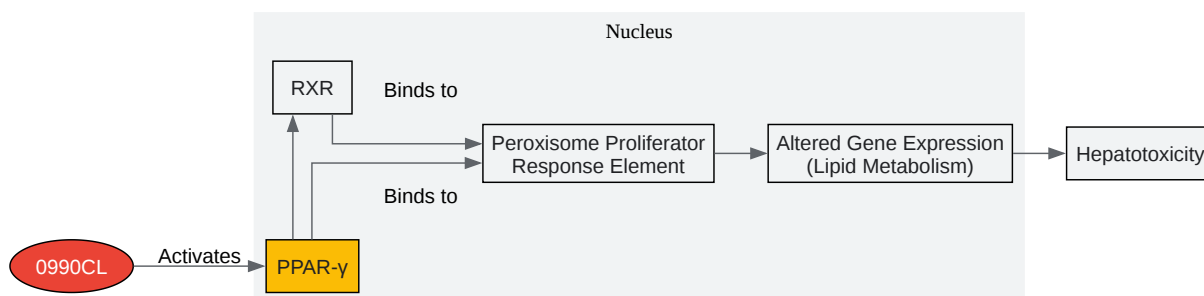 Nucleus
RXR
Binds to
Peroxisome Proliferator
Response Element
Altered Gene Expression
(Lipid Metabolism)
Hepatotoxicity
Binds to
0990CL
Activates
PPAR-γ